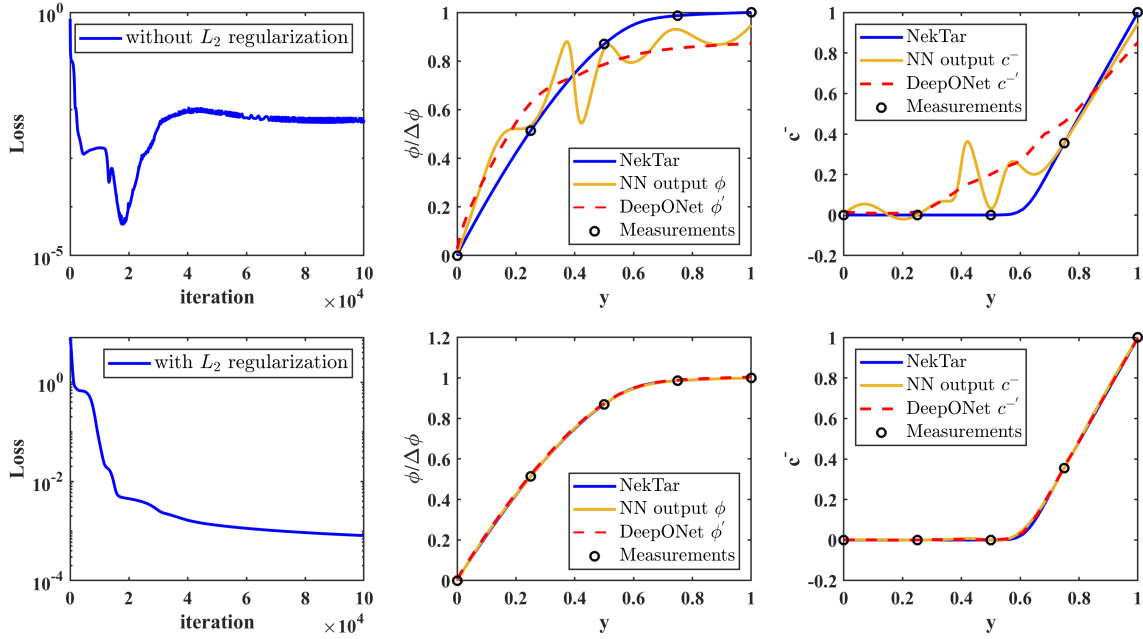 10^0
10^-5
Loss
0 2 4 6 8 10
×10^4
iteration
without L_2 regularization
1
0.8
0.6
0.4
0.2
0
ϕ/Δϕ
0 0.2 0.4 0.6 0.8 1
y
NekTar
NN output ϕ
DeepONet ϕ′
Measurements
1
0.8
0.6
0.4
0.2
0
-0.2
c^-
0 0.2 0.4 0.6 0.8 1
y
NekTar
NN output c^-
DeepONet c^-′
Measurements
10^0
10^-2
10^-4
Loss
0 2 4 6 8 10
×10^4
iteration
with L_2 regularization
1.2
1
0.8
0.6
0.4
0.2
0
ϕ/Δϕ
0 0.2 0.4 0.6 0.8 1
y
NekTar
NN output ϕ
DeepONet ϕ′
Measurements
1
0.8
0.6
0.4
0.2
0
-0.2
c^-
0 0.2 0.4 0.6 0.8 1
y
NekTar
NN output c^-
DeepONet c^-′
Measurements